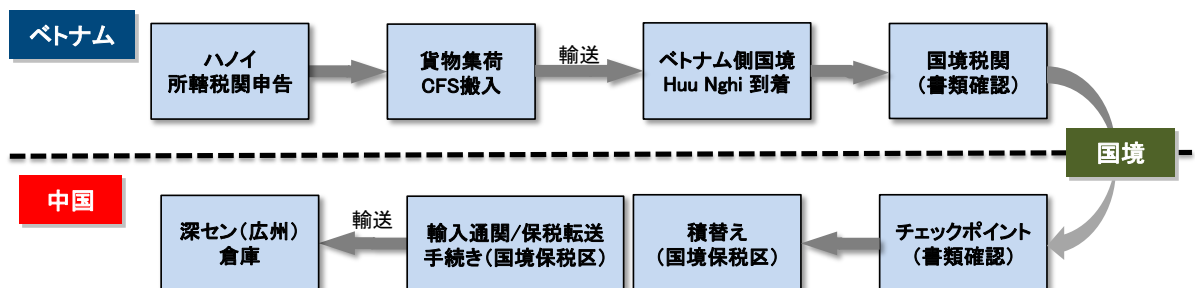 ベトナム
ハノイ
所轄税関申告
貨物集荷
CFS搬入
輸送
ベトナム側国境
Huu Nghi 到着
国境税関
（書類確認）
国境
中国
チェックポイント
（書類確認）
積替え
（国境保税区）
輸入通関/保税転送
手続き（国境保税区）
輸送
深セン（広州）
倉庫